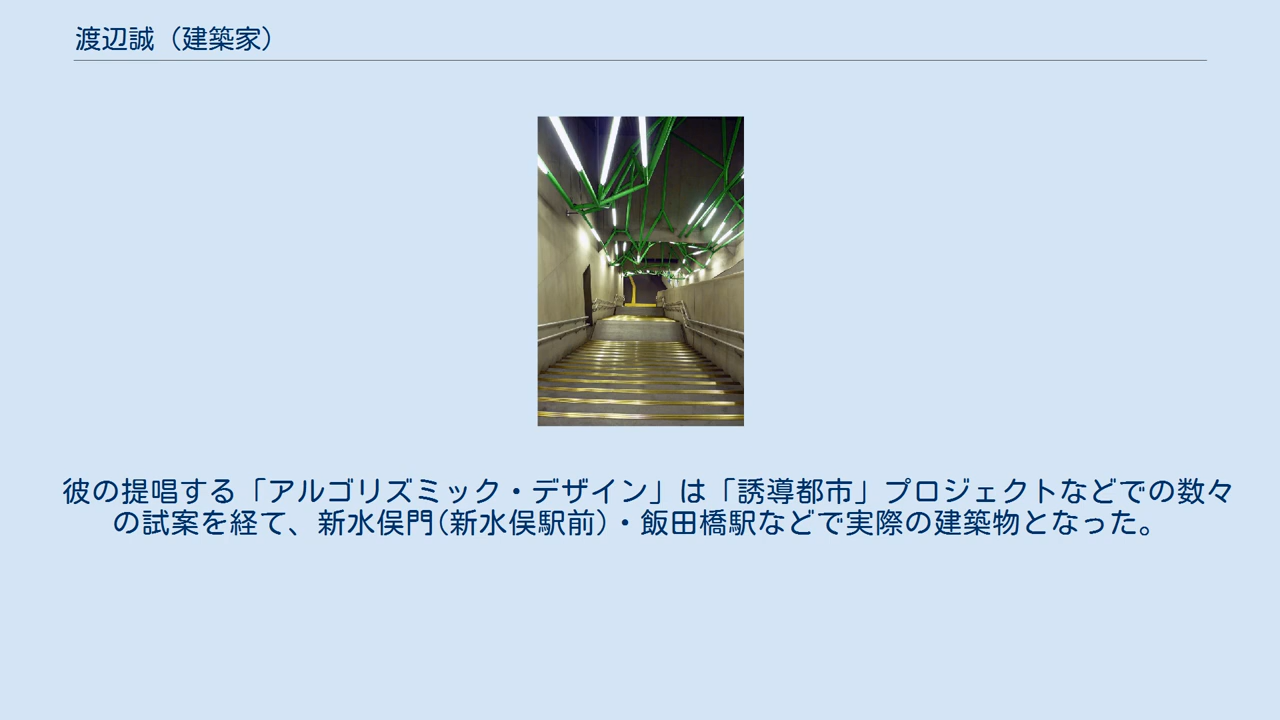 渡辺誠（建築家）
彼の提唱する「アルゴリズミック・デザイン」は「誘導都市」プロジェクトなどでの数々
の試案を経て、新水俣門(新水俣駅前)・飯田橋駅などで実際の建築物となった。